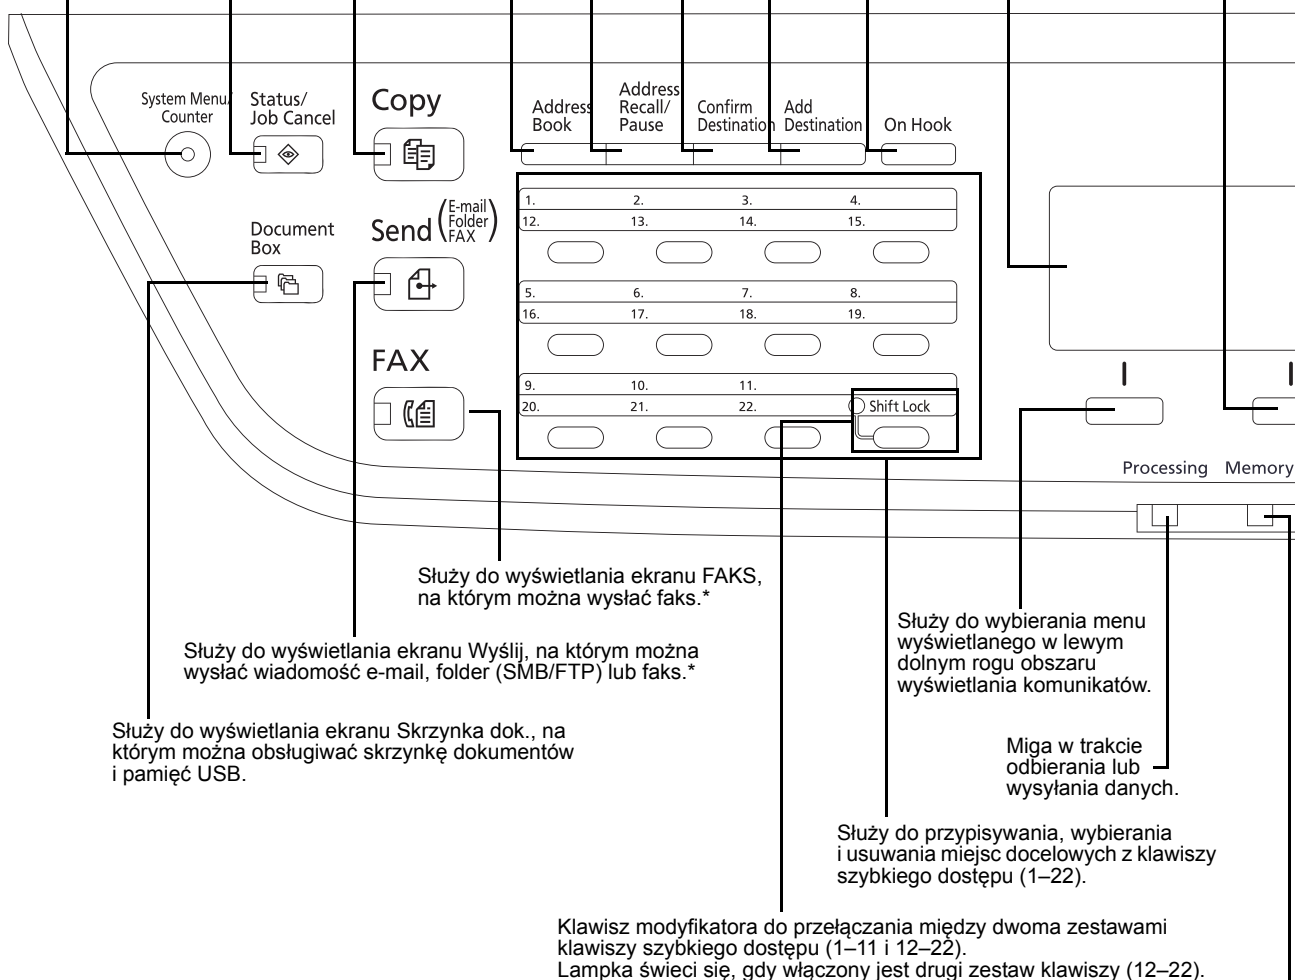 System Menu/
Counter
Status/
Job Cancel
Copy
Address
Book
Address
Recall/
Pause
Confirm
Destination
Add
Destination
On Hook
Document
Box
Send (E-mail
Folder
FAX)
FAX
1. 2. 3. 4.
12. 13. 14. 15.
5. 6. 7. 8.
16. 17. 18. 19.
9. 10. 11.
20. 21. 22. Shift Lock
Processing Memory
Służy do wyświetlania ekranu FAKS,
na którym można wysłać faks.*
Służy do wyświetlania ekranu Wyślij, na którym można
wysłać wiadomość e-mail, folder (SMB/FTP) lub faks.*
Służy do wyświetlania ekranu Skrzynka dok., na
którym można obsługiwać skrzynkę dokumentów
i pamięć USB.
Służy do wybierania menu
wyświetlanego w lewym
dolnym rogu obszaru
wyświetlania komunikatów.
Miga w trakcie
odbierania lub
wysyłania danych.
Służy do przypisywania, wybierania
i usuwania miejsc docelowych z klawiszy
szybkiego dostępu (1–22).
Klawisz modyfikatora do przełączania między dwoma zestawami
klawiszy szybkiego dostępu (1–11 i 12–22).
Lampka świeci się, gdy włączony jest drugi zestaw klawiszy (12–22).